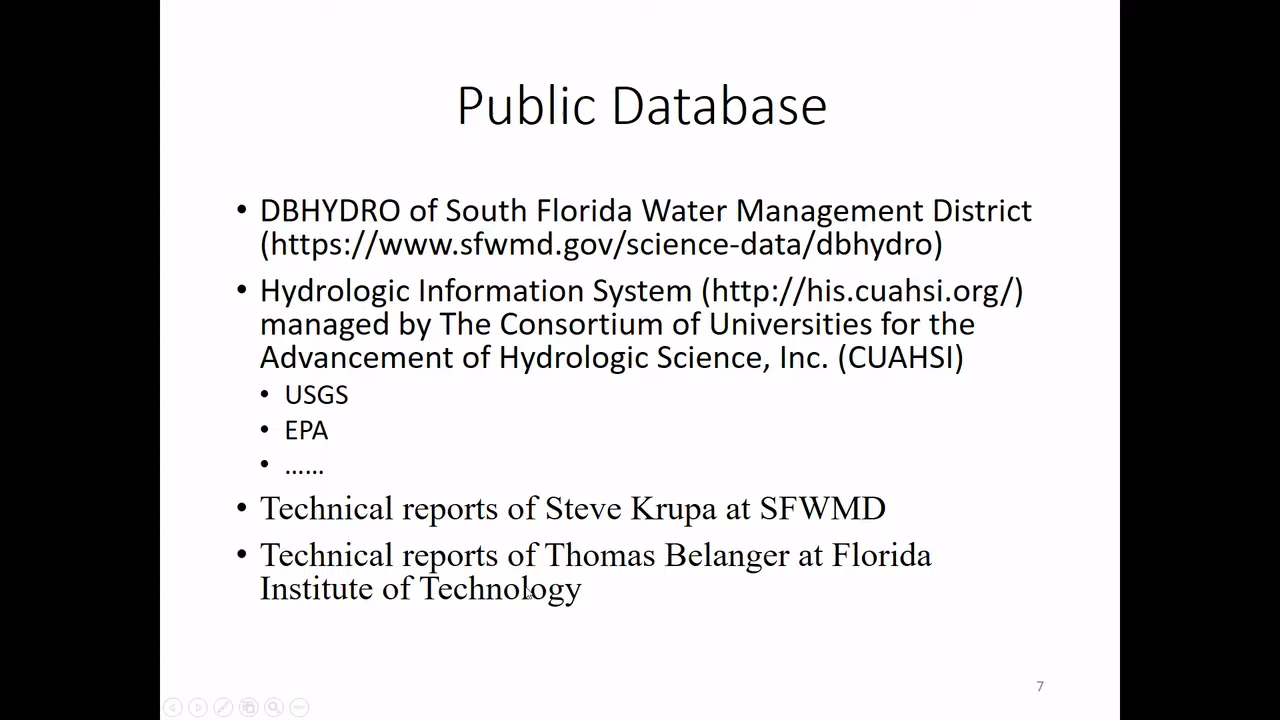 Public Database
• DBHYDRO of South Florida Water Management District
(https://www.sfwmd.gov/science-data/dbhydro)
• Hydrologic Information System (http://his.cuahsi.org/)
managed by The Consortium of Universities for the
Advancement of Hydrologic Science, Inc. (CUAHSI)
• USGS
• EPA
• ……
• Technical reports of Steve Krupa at SFWMD
• Technical reports of Thomas Belanger at Florida
Institute of Technology
7